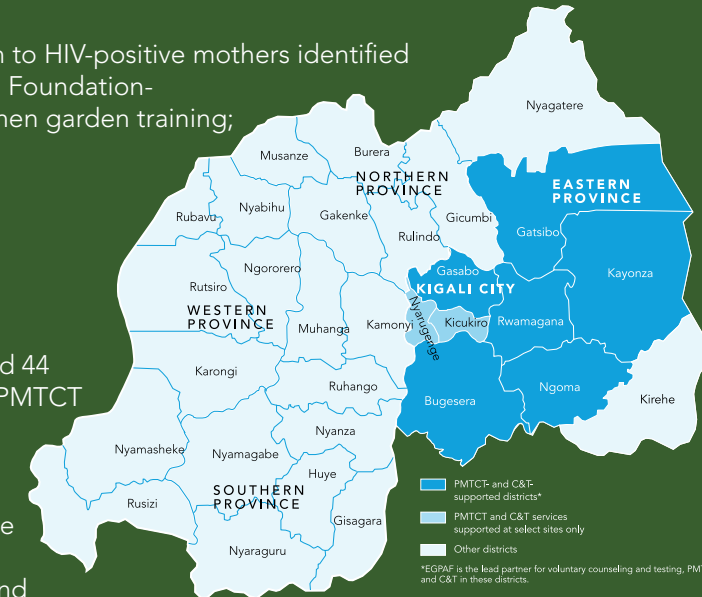 n to HIV-positive mothers identified
Foundation-
hen garden training;
d 44
PMTCT
e
nd
Nyagatere
Musanze
Burera
NORTHERN
PROVINCE
EASTERN
PROVINCE
Rubavu
Nyabihu
Gakenke
Gicumbi
Rulindo
Gatsibo
Ngororero
Gasabo
Kayonza
Rutsiro
KIGALI CITY
WESTERN
PROVINCE
Nyarugenge
Muhanga
Kamonyi
Kicukiro
Rwamagana
Karongi
Ruhango
Bugesera
Ngoma
Kirehe
Nyanza
Nyamasheke
Nyamagabe
Huye
Rusizi
SOUTHERN
PROVINCE
Gisagara
Nyaraguru
PMTCT- and C&T-
supported districts*
PMTCT and C&T services
supported at select sites only
Other districts
*EGPAF is the lead partner for voluntary counseling and testing, PMT
and C&T in these districts.